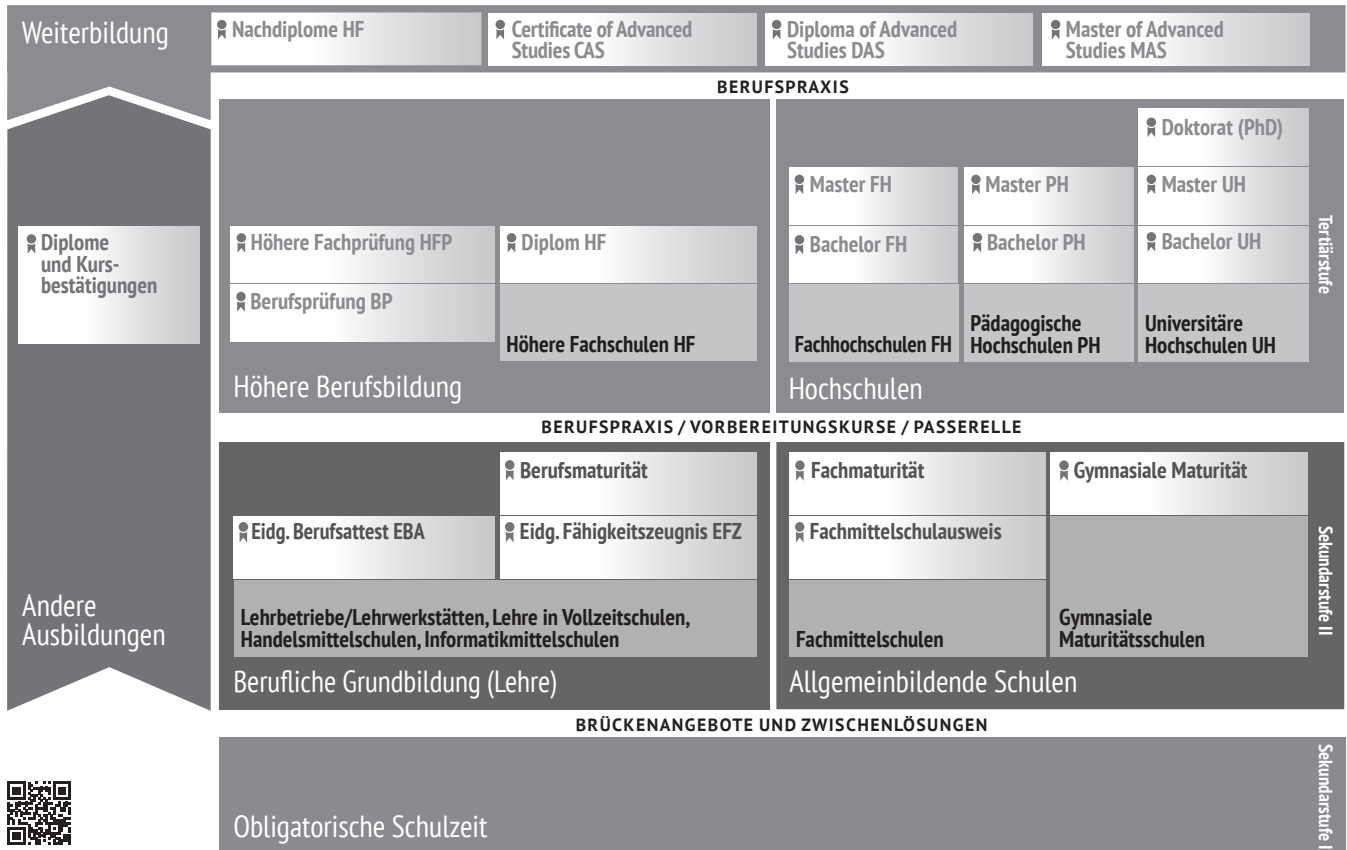 Weiterbildung
Nachdiplome HF
Certificate of Advanced
Studies CAS
Diploma of Advanced
Studies DAS
Master of Advanced
Studies MAS
BERUFSPRAXIS
Doktorat (PhD)
Master FH
Master PH
Master UH
Diplome
und Kurs-
bestätigungen
Höhere Fachprüfung HFP
Diplom HF
Bachelor FH
Bachelor PH
Bachelor UH
Berufsprüfung BP
Höhere Fachschulen HF
Fachhochschulen FH
Pädagogische
Hochschulen PH
Universitäre
Hochschulen UH
Tertiärstufe
Höhere Berufsbildung
Hochschulen
BERUFSPRAXIS / VORBEREITUNGSKURSE / PASSERELLE
Berufsmaturität
Fachmaturität
Gymnasiale Maturität
Eidg. Berufsattest EBA
Eidg. Fähigkeitszeugnis EFZ
Fachmittelschulausweis
Andere
Ausbildungen
Lehrbetriebe/Lehrwerkstätten, Lehre in Vollzeitschulen,
Handelsmittelschulen, Informatikmittelschulen
Fachmittelschulen
Gymnasiale
Maturitätsschulen
Sekundarstufe II
Berufliche Grundbildung (Lehre)
Allgemeinbildende Schulen
BRÜCKENANGEBOTE UND ZWISCHENLÖSUNGEN
Obligatorische Schulzeit
Sekundarstufe I